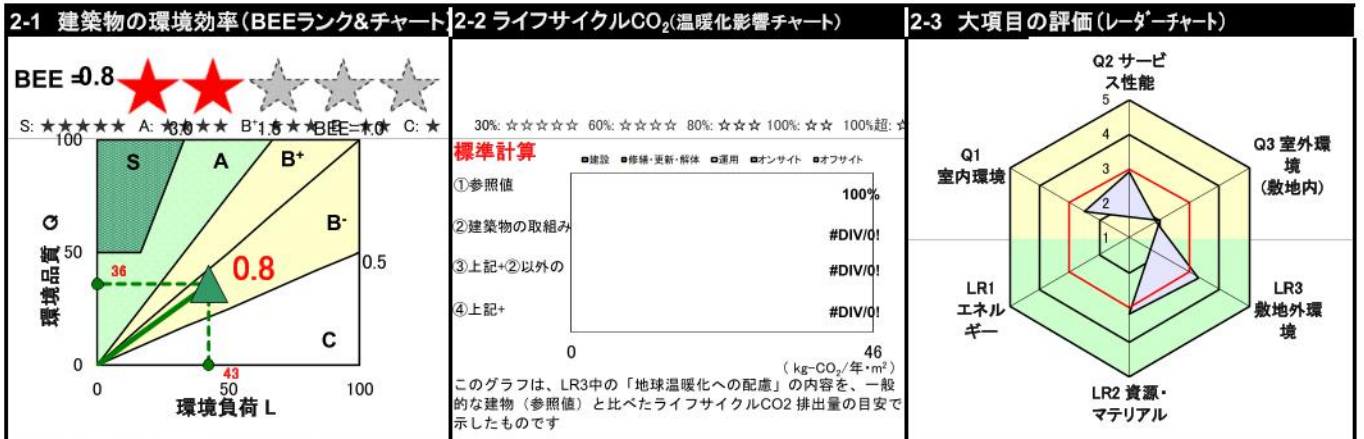 2-1 建築物の環境効率(BEEランク&チャート)
BEE =0.8
S: ★★★★★ A: ★★★★ B⁺: ★★★ B⁻: ★★ C: ★
3.0 1.5 BEE=1.0
100
S
A
B⁺
B⁻
環境品質 Q
50
36
0.8
0.5
C
0
43
0 50 100
環境負荷 L
2-2 ライフサイクルCO₂(温暖化影響チャート)
30%: ☆☆☆☆☆ 60%: ☆☆☆☆ 80%: ☆☆☆ 100%: ☆☆ 100%超: ☆
標準計算
建設 修繕・更新・解体 運用 オンサイト オフサイト
①参照値 100%
②建築物の取組み #DIV/0!
③上記+②以外の #DIV/0!
④上記+ #DIV/0!
0 46
( kg-CO₂/年・m² )
このグラフは、LR3中の「地球温暖化への配慮」の内容を、一般
的な建物(参照値)と比べたライフサイクルCO2 排出量の目安で
示したものです
2-3 大項目の評価(レーダーチャート)
Q2 サービ
ス性能
5
4
3
2
1
Q1
室内環境
Q3 室外環
境
(敷地内)
LR1
エネル
ギー
LR3
敷地外環
境
LR2 資源・
マテリアル